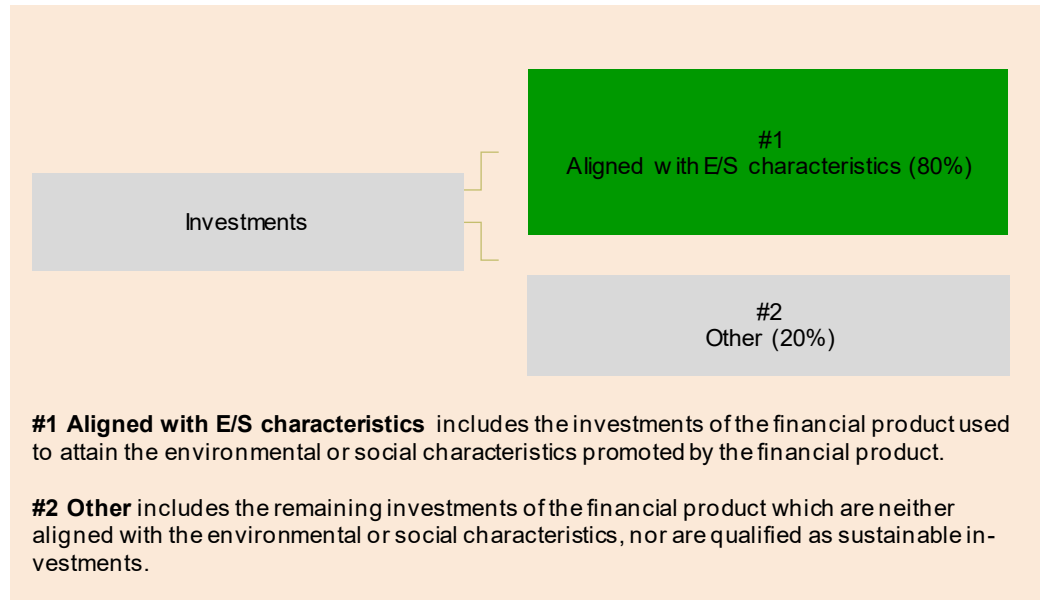 #1
Aligned with E/S characteristics (80%)
Investments
#2
Other (20%)
#1 Aligned with E/S characteristics includes the investments of the financial product used
to attain the environmental or social characteristics promoted by the financial product.
#2 Other includes the remaining investments of the financial product which are neither
aligned with the environmental or social characteristics, nor are qualified as sustainable in-
vestments.